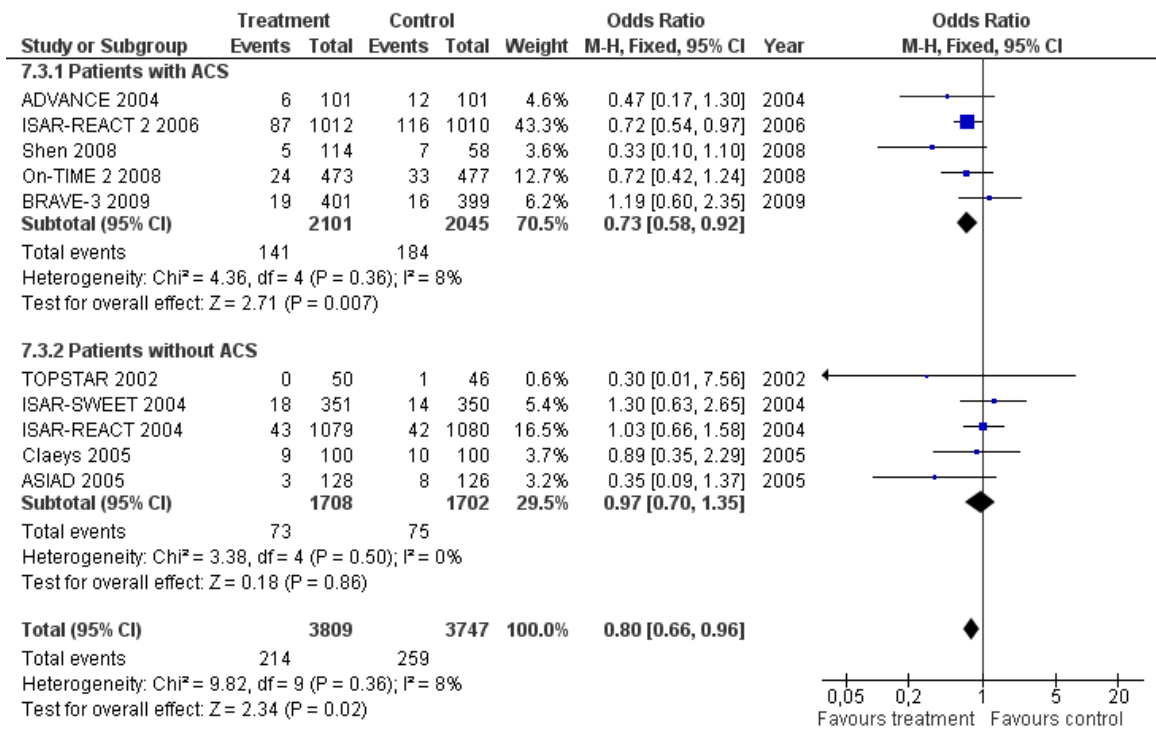 Treatment Control Odds Ratio Odds Ratio
Study or Subgroup Events Total Events Total Weight M-H, Fixed, 95% CI Year M-H, Fixed, 95% CI
7.3.1 Patients with ACS
ADVANCE 2004 6 101 12 101 4.6% 0.47 [0.17, 1.30] 2004
ISAR-REACT 2 2006 87 1012 116 1010 43.3% 0.72 [0.54, 0.97] 2006
Shen 2008 5 114 7 58 3.6% 0.33 [0.10, 1.10] 2008
On-TIME 2 2008 24 473 33 477 12.7% 0.72 [0.42, 1.24] 2008
BRAVE-3 2009 19 401 16 399 6.2% 1.19 [0.60, 2.35] 2009
Subtotal (95% CI) 2101 2045 70.5% 0.73 [0.58, 0.92]
Total events 141 184
Heterogeneity: Chi² = 4.36, df = 4 (P = 0.36); I² = 8%
Test for overall effect: Z = 2.71 (P = 0.007)
7.3.2 Patients without ACS
TOPSTAR 2002 0 50 1 46 0.6% 0.30 [0.01, 7.56] 2002
ISAR-SWEET 2004 18 351 14 350 5.4% 1.30 [0.63, 2.65] 2004
ISAR-REACT 2004 43 1079 42 1080 16.5% 1.03 [0.66, 1.58] 2004
Claeys 2005 9 100 10 100 3.7% 0.89 [0.35, 2.29] 2005
ASIAD 2005 3 128 8 126 3.2% 0.35 [0.09, 1.37] 2005
Subtotal (95% CI) 1708 1702 29.5% 0.97 [0.70, 1.35]
Total events 73 75
Heterogeneity: Chi² = 3.38, df = 4 (P = 0.50); I² = 0%
Test for overall effect: Z = 0.18 (P = 0.86)
Total (95% CI) 3809 3747 100.0% 0.80 [0.66, 0.96]
Total events 214 259
Heterogeneity: Chi² = 9.82, df = 9 (P = 0.36); I² = 8%
Test for overall effect: Z = 2.34 (P = 0.02)
0,05 0,2 1 5 20
Favours treatment Favours control